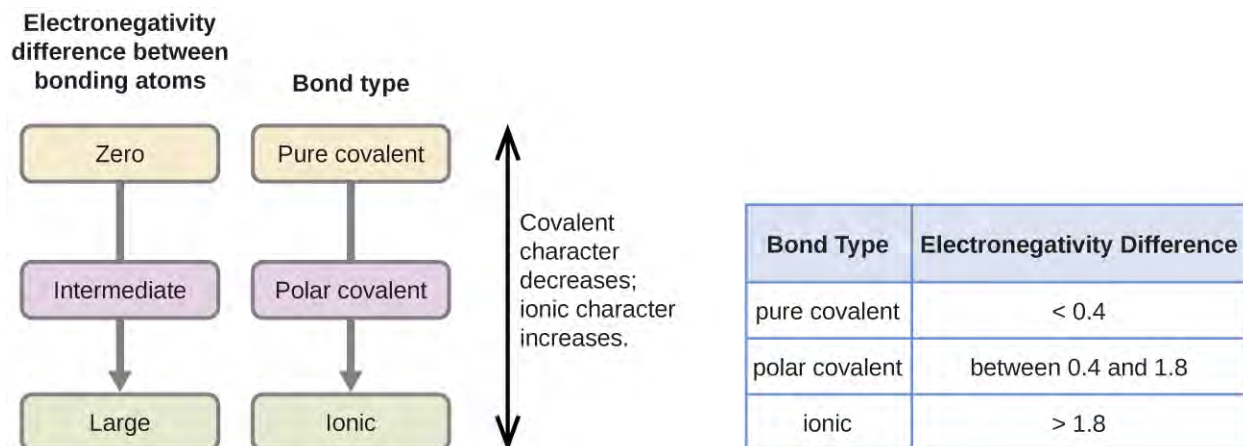 Electronegativity
difference between
bonding atoms
Bond type
Zero
Pure covalent
Intermediate
Polar covalent
Large
Ionic
Covalent
character
decreases;
ionic character
increases.
Bond Type Electronegativity Difference
pure covalent < 0.4
polar covalent between 0.4 and 1.8
ionic > 1.8